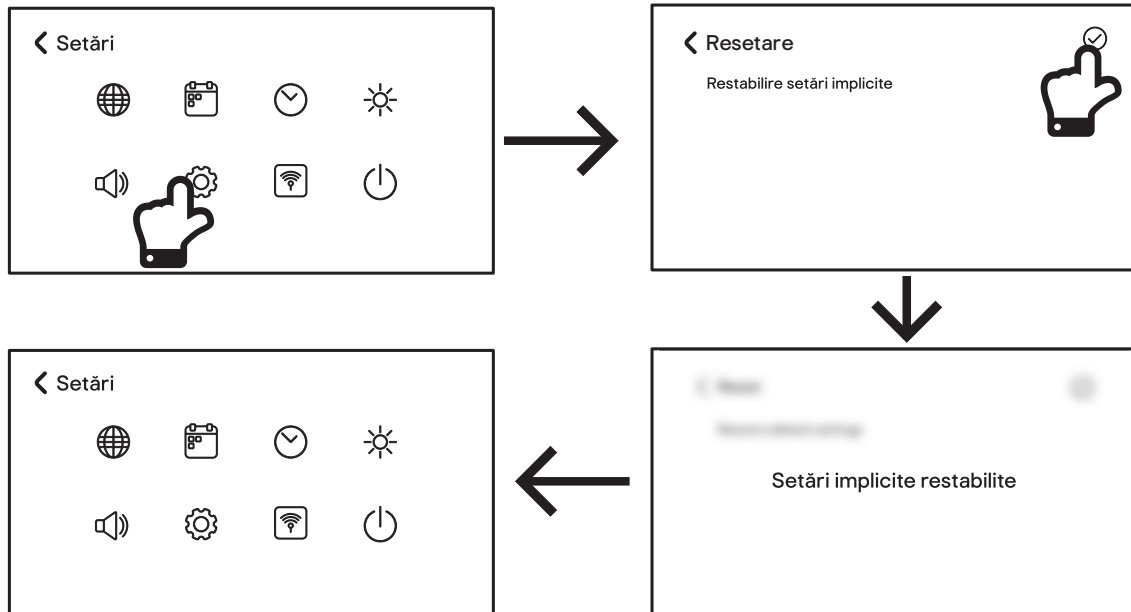 Setări
Resetare
Restabilire setări implicite
Setări implicite restabilite
Setări